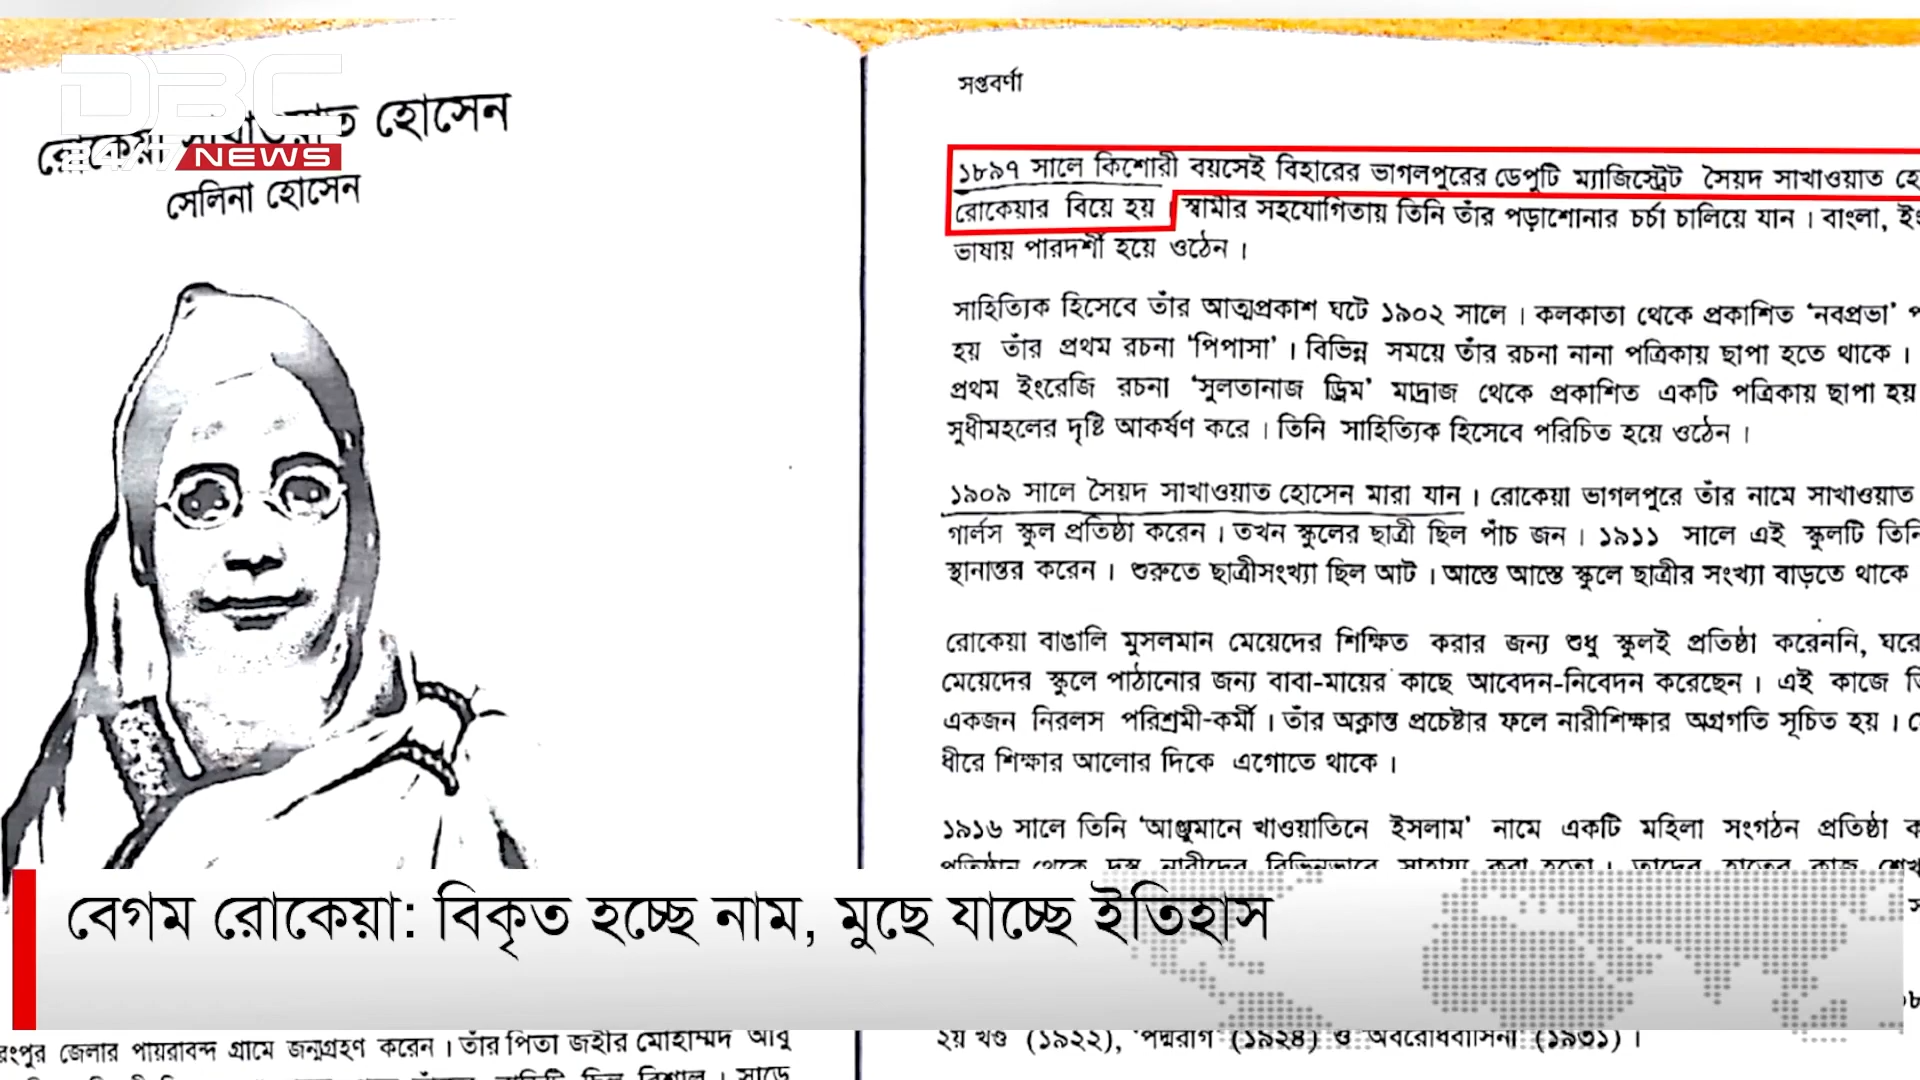 DBC
24/7 NEWS
রোকেয়া সাখাওয়াত হোসেন
সেলিনা হোসেন
রংপুর জেলার পায়রাবন্দ গ্রামে জন্মগ্রহণ করেন। তাঁর পিতা জহীর মোহাম্মদ আবু
সপ্তবর্ণা
১৮৯৭ সালে কিশোরী বয়সেই বিহারের ভাগলপুরের ডেপুটি ম্যাজিস্ট্রেট সৈয়দ সাখাওয়াত
রোকেয়ার বিয়ে হয়। স্বামীর সহযোগিতায় তিনি তাঁর পড়াশোনার চর্চা চালিয়ে যান। বাংলা,
ভাষায় পারদর্শী হয়ে ওঠেন।
সাহিত্যিক হিসেবে তাঁর আত্মপ্রকাশ ঘটে ১৯০২ সালে। কলকাতা থেকে প্রকাশিত ‘নবপ্রভা’
হয় তাঁর প্রথম রচনা ‘পিপাসা’। বিভিন্ন সময়ে তাঁর রচনা নানা পত্রিকায় ছাপা হতে থাকে।
প্রথম ইংরেজি রচনা ‘সুলতানাজ ড্রিম’ মাদ্রাজ থেকে প্রকাশিত একটি পত্রিকায় ছাপা হয়
সুধীমহলের দৃষ্টি আকর্ষণ করে। তিনি সাহিত্যিক হিসেবে পরিচিত হয়ে ওঠেন।
১৯০৯ সালে সৈয়দ সাখাওয়াত হোসেন মারা যান। রোকেয়া ভাগলপুরে তাঁর নামে সাখাওয়াত
গার্লস স্কুল প্রতিষ্ঠা করেন। তখন স্কুলের ছাত্রী ছিল পাঁচ জন। ১৯১১ সালে এই স্কুলটি
স্থানান্তর করেন। শুরুতে ছাত্রীসংখ্যা ছিল আট। আস্তে আস্তে স্কুলে ছাত্রীর সংখ্যা বাড়তে থাকে
রোকেয়া বাঙালি মুসলমান মেয়েদের শিক্ষিত করার জন্য শুধু স্কুলই প্রতিষ্ঠা করেননি,
মেয়েদের স্কুলে পাঠানোর জন্য বাবা-মায়ের কাছে আবেদন-নিবেদন করেছেন। এই কাজে
একজন নিরলস পরিশ্রমী-কর্মী। তাঁর অক্লান্ত প্রচেষ্টার ফলে নারীশিক্ষার অগ্রগতি সূচিত হয়।
ধীরে শিক্ষার আলোর দিকে এগোতে থাকে।
১৯১৬ সালে তিনি ‘আঞ্জুমানে খাওয়াতিনে ইসলাম’ নামে একটি মহিলা সংগঠন প্রতিষ্ঠা
২য় খণ্ড (১৯২২), ‘পদ্মরাগ’ (১৯২৪) ও অবরোধবাসিনী (১৯৩১)।
বেগম রোকেয়া: বিকৃত হচ্ছে নাম, মুছে যাচ্ছে ইতিহাস